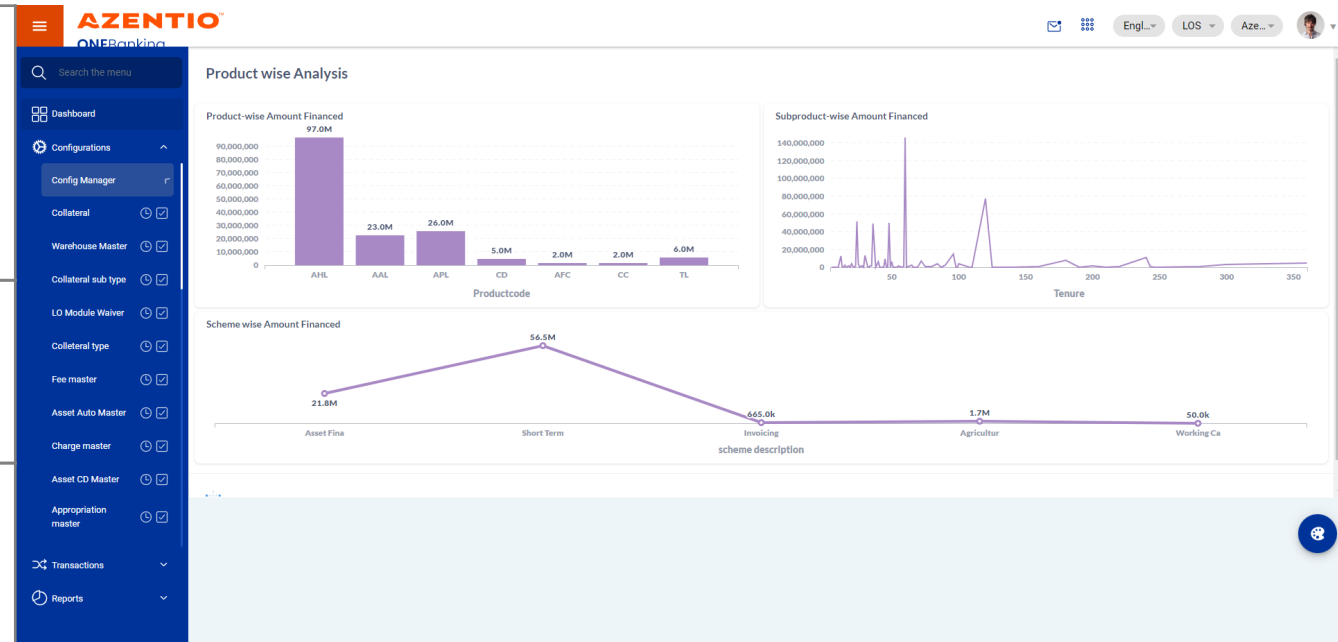 AZENTIO™
ONEBanking
Engl...
LOS
Aze...
Search the menu
Dashboard
Configurations
Config Manager
Collateral
Warehouse Master
Collateral sub type
LO Module Waiver
Colleteral type
Fee master
Asset Auto Master
Charge master
Asset CD Master
Appropriation
master
Transactions
Reports
Product wise Analysis
Product-wise Amount Financed
97.0M
90,000,000
80,000,000
70,000,000
60,000,000
50,000,000
40,000,000
30,000,000
20,000,000
10,000,000
0
23.0M
26.0M
5.0M
2.0M
2.0M
6.0M
AHL AAL APL CD AFC CC TL
Productcode
Subproduct-wise Amount Financed
140,000,000
120,000,000
100,000,000
80,000,000
60,000,000
40,000,000
20,000,000
0
50 100 150 200 250 300 350
Tenure
Scheme wise Amount Financed
56.5M
21.8M
665.0k
1.7M
50.0k
Asset Fina Short Term Invoicing Agricultur Working Ca
scheme description